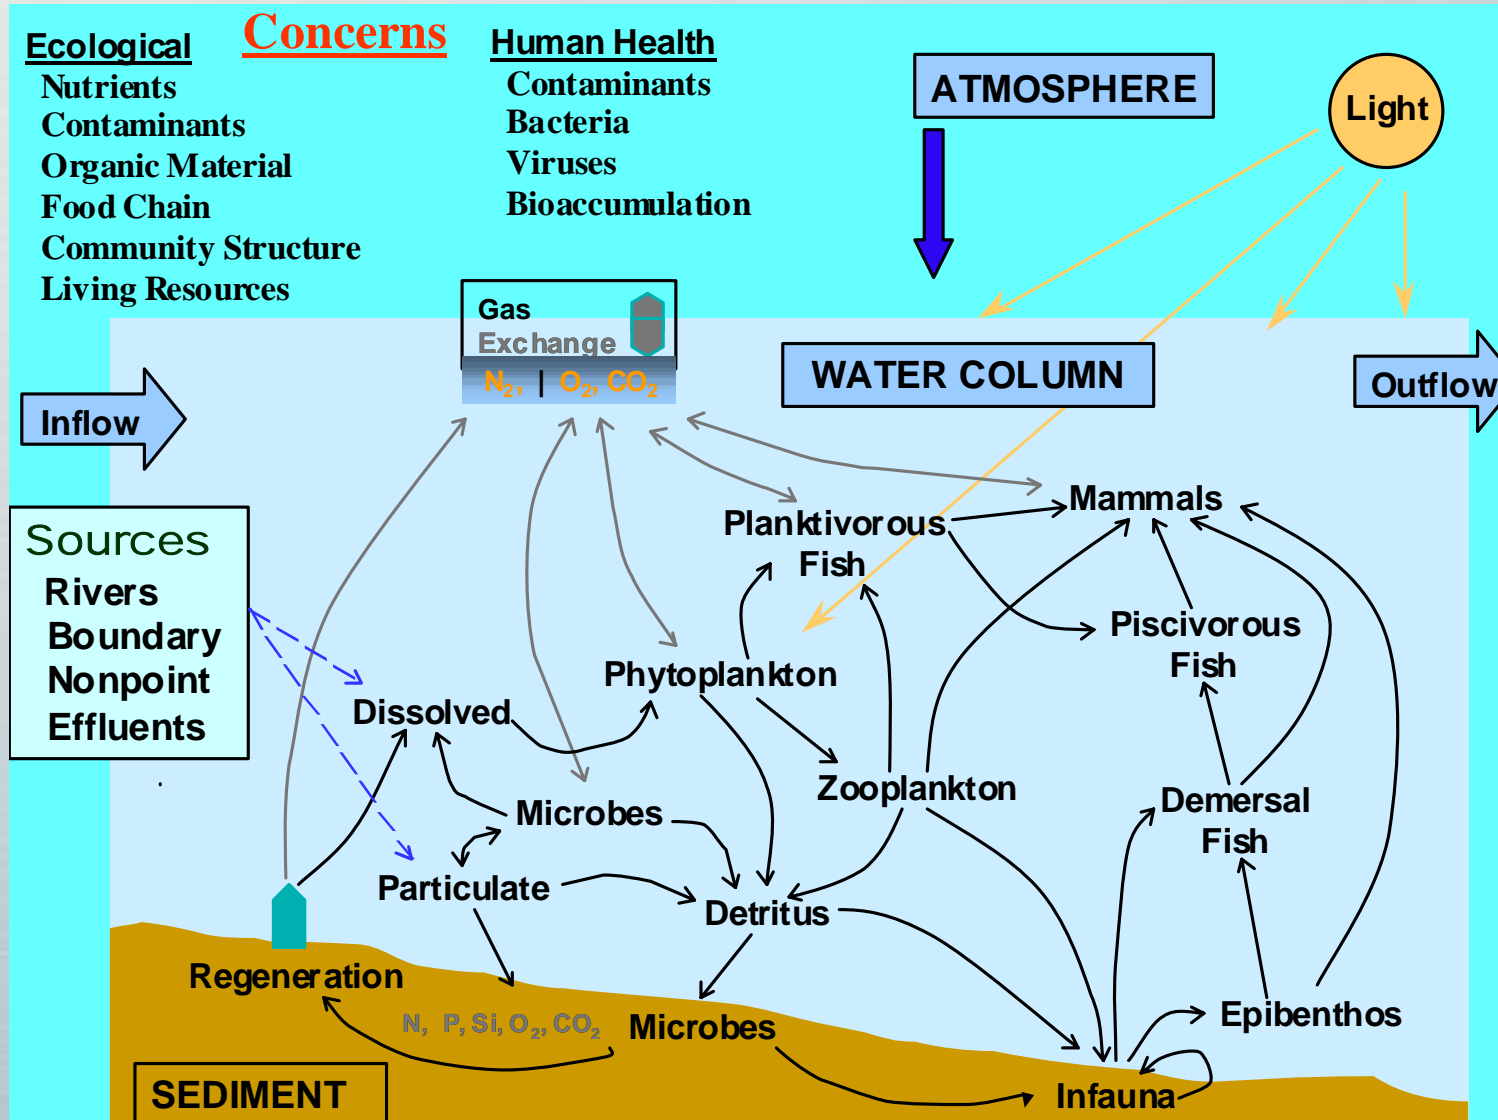 Concerns
Ecological
Nutrients
Contaminants
Organic Material
Food Chain
Community Structure
Living Resources
Human Health
Contaminants
Bacteria
Viruses
Bioaccumulation
ATMOSPHERE
Light
Gas
Exchange
N₂, | O₂, CO₂
WATER COLUMN
Inflow
Outflow
Sources
Rivers
Boundary
Nonpoint
Effluents
Mammals
Planktivorous
Fish
Piscivorous
Fish
Phytoplankton
Dissolved
Zooplankton
Microbes
Demersal
Fish
Particulate
Detritus
Regeneration
N, P, Si, O₂, CO₂
Microbes
Epibenthos
Infauna
SEDIMENT